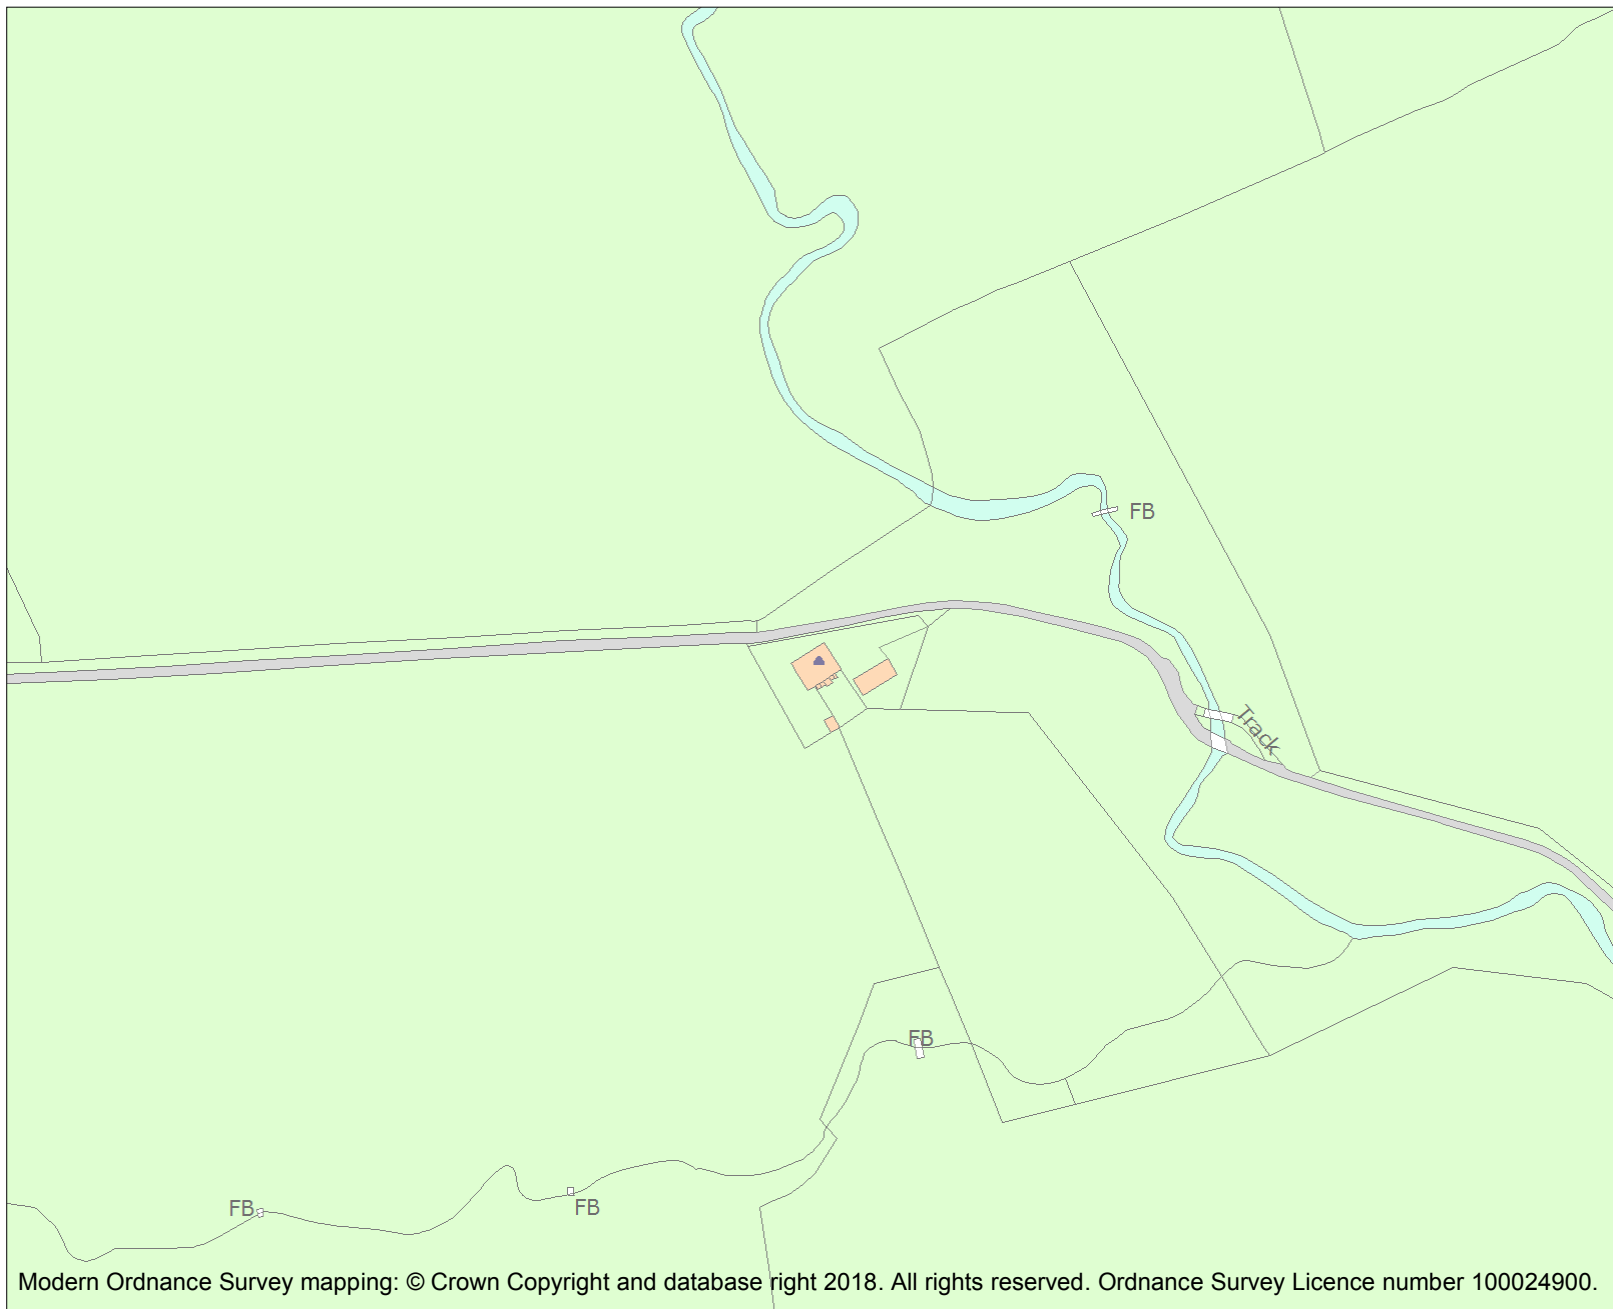 FB
Track
FB
FB
FB
Modern Ordnance Survey mapping: © Crown Copyright and database right 2018. All rights reserved. Ordnance Survey Licence number 100024900.